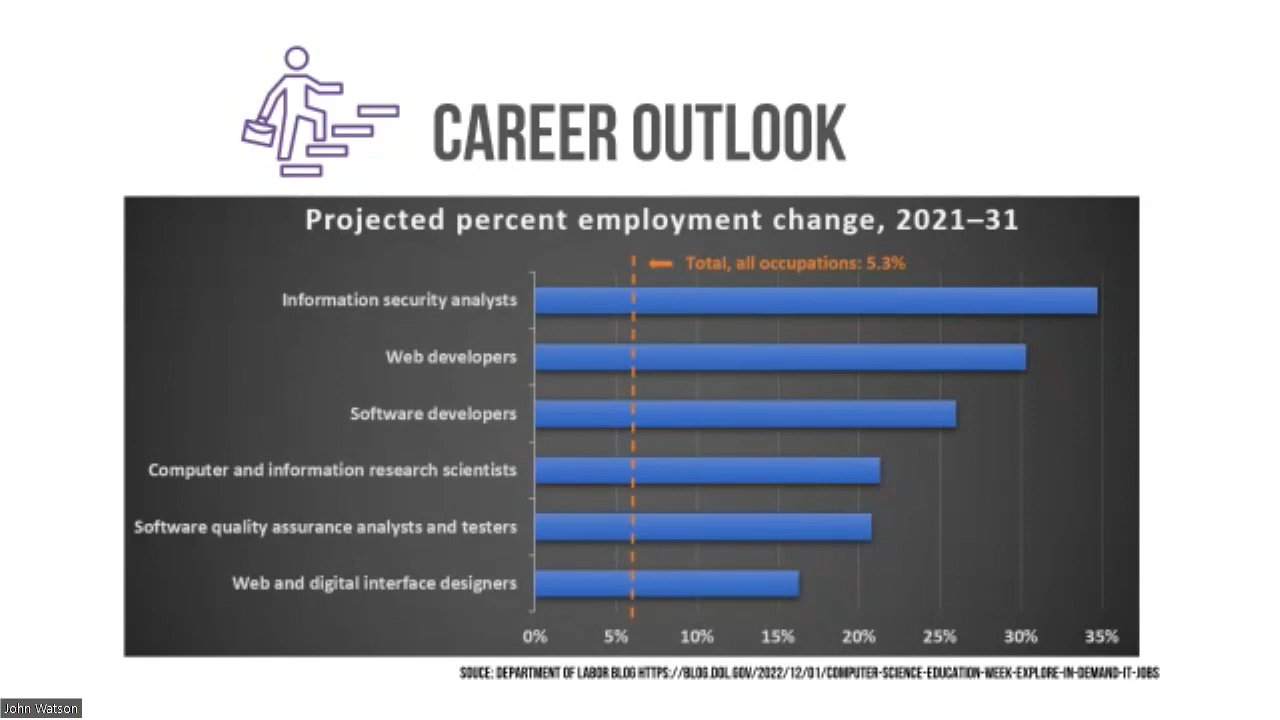 CAREER OUTLOOK
Projected percent employment change, 2021–31
Total, all occupations: 5.3%
Information security analysts
Web developers
Software developers
Computer and information research scientists
Software quality assurance analysts and testers
Web and digital interface designers
0% 5% 10% 15% 20% 25% 30% 35%
SOUCE: DEPARTMENT OF LABOR BLOG HTTPS://BLOG.DOL.GOV/2022/12/01/COMPUTER-SCIENCE-EDUCATION-WEEK-EXPLORE-IN-DEMAND-IT-JOBS
John Watson